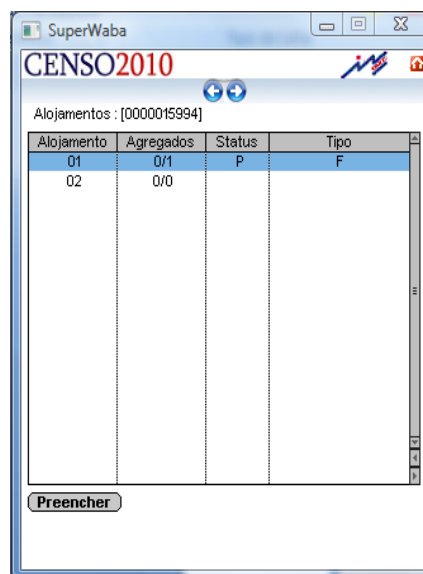 SuperWaba
CENSO2010
Alojamentos : [0000015994]
Alojamento Agregados Status Tipo
01 0/1 P F
02 0/0
Preencher